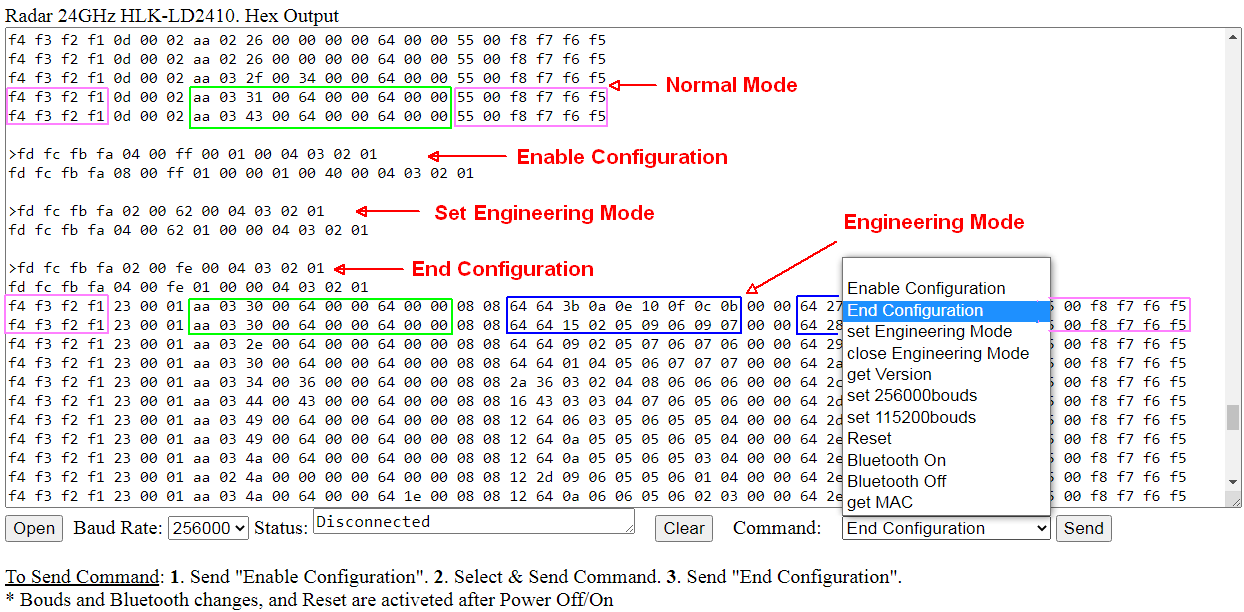 Radar 24GHz HLK-LD2410. Hex Output
f4 f3 f2 f1 0d 00 02 aa 02 26 00 00 00 00 64 00 00 55 00 f8 f7 f6 f5
f4 f3 f2 f1 0d 00 02 aa 02 26 00 00 00 00 64 00 00 55 00 f8 f7 f6 f5
f4 f3 f2 f1 0d 00 02 aa 03 2f 00 34 00 00 64 00 00 55 00 f8 f7 f6 f5
Normal Mode
f4 f3 f2 f1 0d 00 02 aa 03 31 00 64 00 00 64 00 00 55 00 f8 f7 f6 f5
f4 f3 f2 f1 0d 00 02 aa 03 43 00 64 00 00 64 00 00 55 00 f8 f7 f6 f5
>fd fc fb fa 04 00 ff 00 01 00 04 03 02 01
Enable Configuration
fd fc fb fa 08 00 ff 01 00 00 01 00 40 00 04 03 02 01
>fd fc fb fa 02 00 62 00 04 03 02 01
Set Engineering Mode
fd fc fb fa 04 00 62 01 00 00 04 03 02 01
Engineering Mode
>fd fc fb fa 02 00 fe 00 04 03 02 01
End Configuration
fd fc fb fa 04 00 fe 01 00 00 04 03 02 01
f4 f3 f2 f1 23 00 01 aa 03 30 00 64 00 00 64 00 00 08 08 64 64 3b 0a 0e 10 0f 0c 0b 00 00 64 27 00 f8 f7 f6 f5
f4 f3 f2 f1 23 00 01 aa 03 30 00 64 00 00 64 00 00 08 08 64 64 15 02 05 09 06 09 07 00 00 64 28 00 f8 f7 f6 f5
f4 f3 f2 f1 23 00 01 aa 03 2e 00 64 00 00 64 00 00 08 08 64 64 09 02 05 07 06 07 06 00 00 64 29 00 f8 f7 f6 f5
f4 f3 f2 f1 23 00 01 aa 03 30 00 64 00 00 64 00 00 08 08 64 64 01 04 05 06 07 07 07 00 00 64 2a 00 f8 f7 f6 f5
f4 f3 f2 f1 23 00 01 aa 03 34 00 36 00 00 64 00 00 08 08 2a 36 03 02 04 08 06 06 06 00 00 64 2c 00 f8 f7 f6 f5
f4 f3 f2 f1 23 00 01 aa 03 44 00 43 00 00 64 00 00 08 08 16 43 03 03 04 07 06 05 06 00 00 64 2d 00 f8 f7 f6 f5
f4 f3 f2 f1 23 00 01 aa 03 49 00 64 00 00 64 00 00 08 08 12 64 06 03 05 06 05 05 04 00 00 64 2d 00 f8 f7 f6 f5
f4 f3 f2 f1 23 00 01 aa 03 49 00 64 00 00 64 00 00 08 08 12 64 0a 05 05 05 06 05 04 00 00 64 2e 00 f8 f7 f6 f5
f4 f3 f2 f1 23 00 01 aa 03 4a 00 64 00 00 64 00 00 08 08 12 64 0a 05 05 06 05 03 04 00 00 64 2e 00 f8 f7 f6 f5
f4 f3 f2 f1 23 00 01 aa 02 4a 00 00 00 00 64 00 00 08 08 12 2d 09 06 05 06 06 01 04 00 00 64 2e 00 f8 f7 f6 f5
f4 f3 f2 f1 23 00 01 aa 03 4a 00 64 00 00 64 1e 00 08 08 12 64 0a 06 06 05 06 02 03 00 00 64 2e 00 f8 f7 f6 f5
Enable Configuration
End Configuration
set Engineering Mode
close Engineering Mode
get Version
set 256000bouds
set 115200bouds
Reset
Bluetooth On
Bluetooth Off
get MAC
Open Baud Rate: 256000 Status: Disconnected Clear Command: End Configuration Send
To Send Command: 1. Send "Enable Configuration". 2. Select & Send Command. 3. Send "End Configuration".
* Bouds and Bluetooth changes, and Reset are activeted after Power Off/On